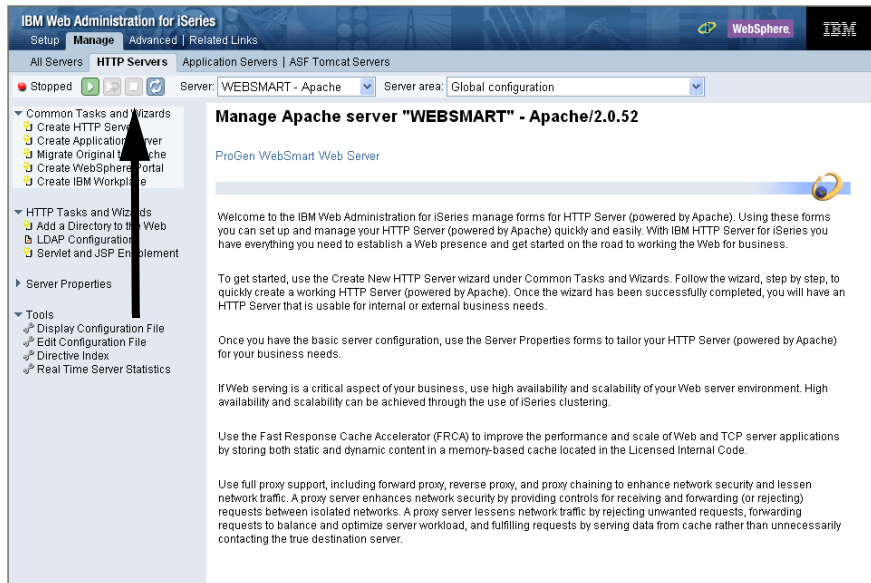 IBM Web Administration for iSeries
Setup Manage Advanced | Related Links
WebSphere. IBM
All Servers HTTP Servers Application Servers | ASF Tomcat Servers
Stopped Server: WEBSMART - Apache Server area: Global configuration
Common Tasks and Wizards
Create HTTP Server
Create Application Server
Migrate Original to Apache
Create WebSphere Portal
Create IBM Workplace
HTTP Tasks and Wizards
Add a Directory to the Web
LDAP Configuration
Servlet and JSP Enablement
Server Properties
Tools
Display Configuration File
Edit Configuration File
Directive Index
Real Time Server Statistics
Manage Apache server "WEBSMART" - Apache/2.0.52
ProGen WebSmart Web Server
Welcome to the IBM Web Administration for iSeries manage forms for HTTP Server (powered by Apache). Using these forms
you can set up and manage your HTTP Server (powered by Apache) quickly and easily. With IBM HTTP Server for iSeries you
have everything you need to establish a Web presence and get started on the road to working the Web for business.
To get started, use the Create New HTTP Server wizard under Common Tasks and Wizards. Follow the wizard, step by step, to
quickly create a working HTTP Server (powered by Apache). Once the wizard has been successfully completed, you will have an
HTTP Server that is usable for internal or external business needs.
Once you have the basic server configuration, use the Server Properties forms to tailor your HTTP Server (powered by Apache)
for your business needs.
If Web serving is a critical aspect of your business, use high availability and scalability of your Web server environment. High
availability and scalability can be achieved through the use of iSeries clustering.
Use the Fast Response Cache Accelerator (FRCA) to improve the performance and scale of Web and TCP server applications
by storing both static and dynamic content in a memory-based cache located in the Licensed Internal Code.
Use full proxy support, including forward proxy, reverse proxy, and proxy chaining to enhance network security and lessen
network traffic. A proxy server enhances network security by providing controls for receiving and forwarding (or rejecting)
requests between isolated networks. A proxy server lessens network traffic by rejecting unwanted requests, forwarding
requests to balance and optimize server workload, and fulfilling requests by serving data from cache rather than unnecessarily
contacting the true destination server.